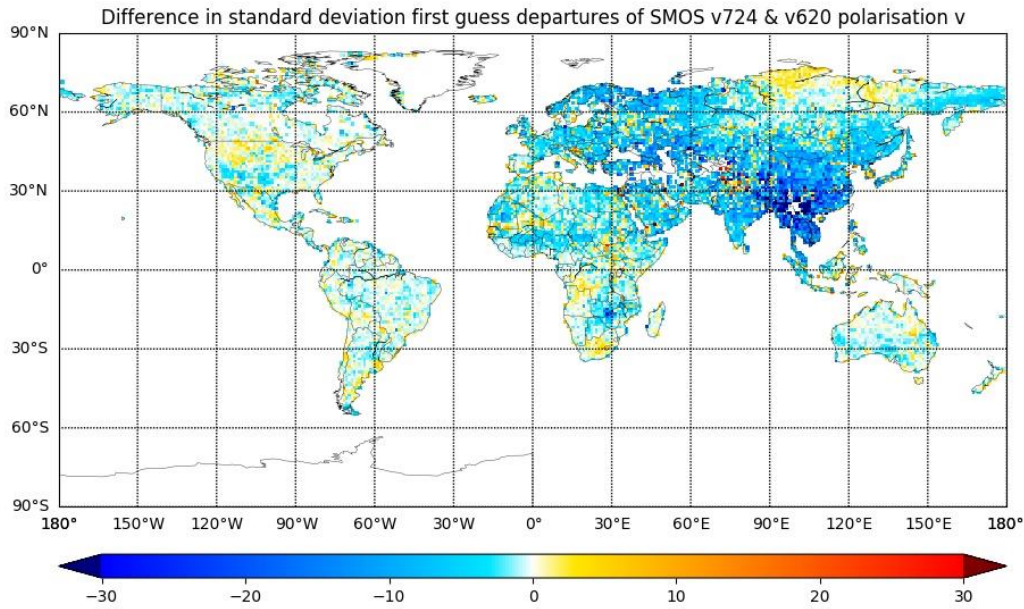 Difference in standard deviation first guess departures of SMOS v724 & v620 polarisation v
90°N
60°N
30°N
0°
30°S
60°S
90°S
180° 150°W 120°W 90°W 60°W 30°W 0° 30°E 60°E 90°E 120°E 150°E 180°
−30 −20 −10 0 10 20 30